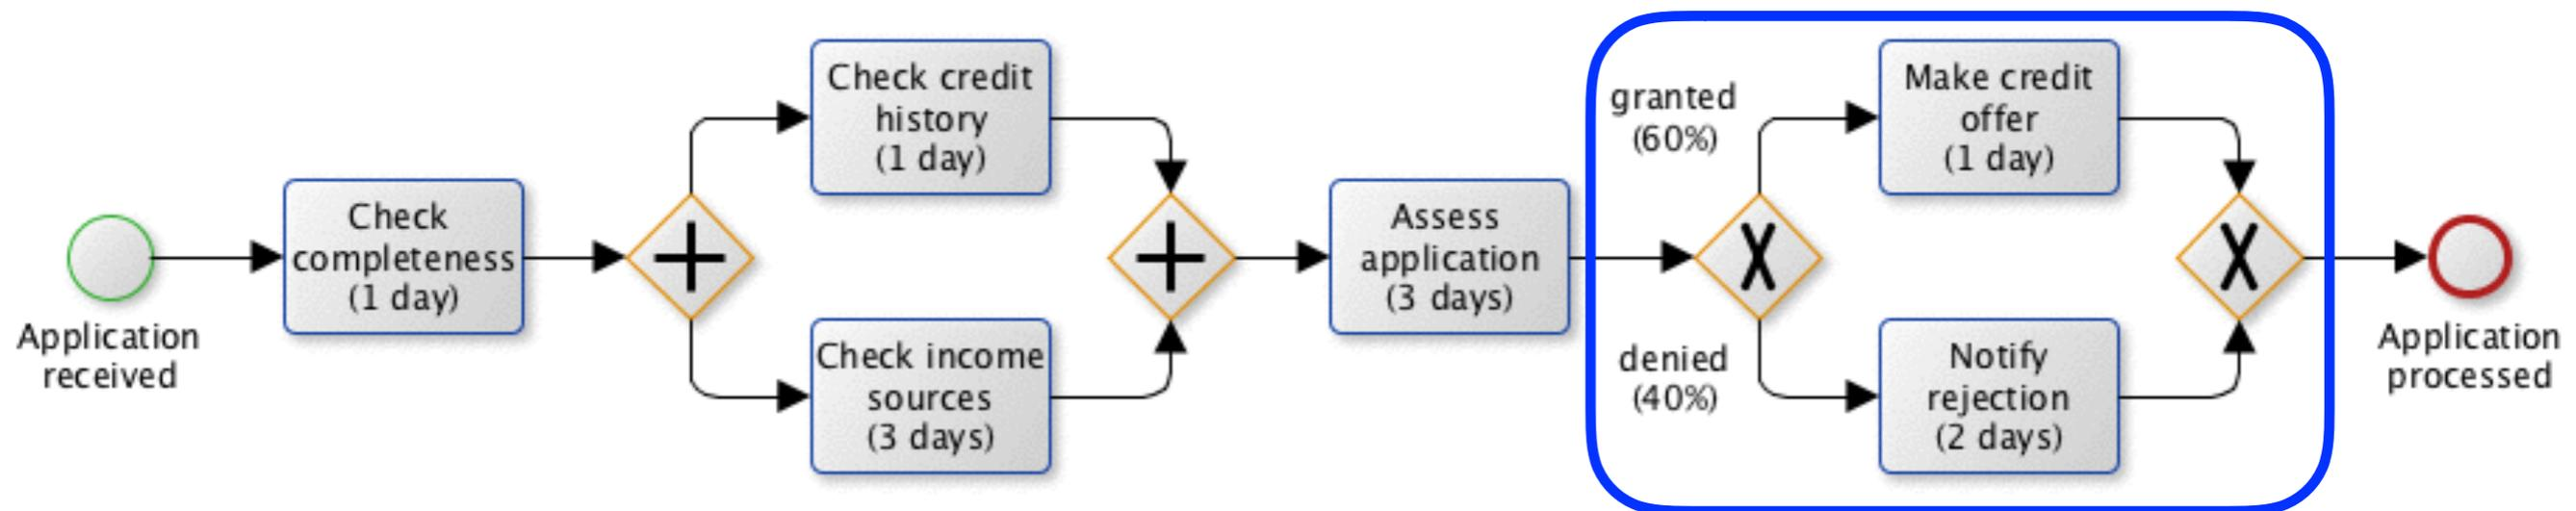 Application
received
Check
completeness
(1 day)
Check credit
history
(1 day)
Check income
sources
(3 days)
Assess
application
(3 days)
granted
(60%)
denied
(40%)
Make credit
offer
(1 day)
Notify
rejection
(2 days)
Application
processed